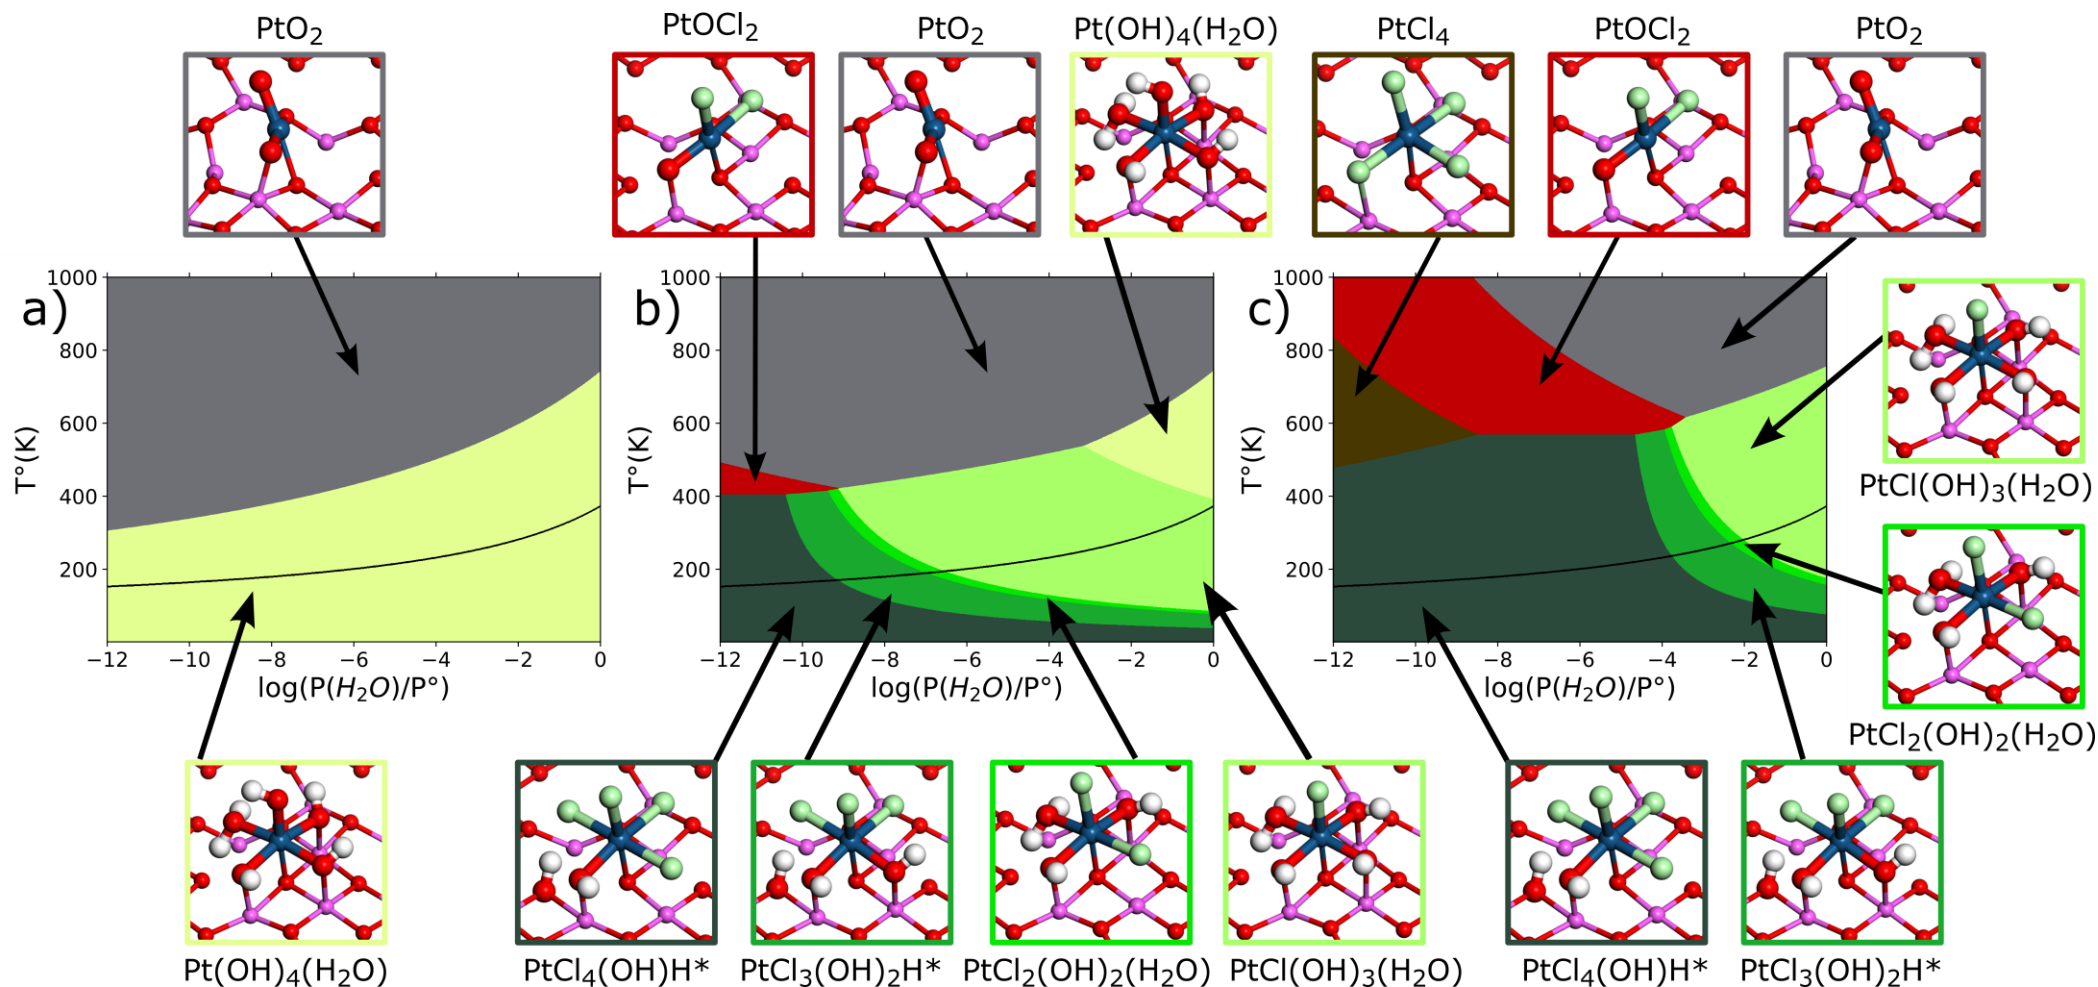 PtO₂
PtOCl₂
PtO₂
Pt(OH)₄(H₂O)
PtCl₄
PtOCl₂
PtO₂
a)
1000
800
600
400
200
T°(K)
−12
−10
−8
−6
−4
−2
0
log(P(H₂O)/P°)
b)
1000
800
600
400
200
T°(K)
−12
−10
−8
−6
−4
−2
0
log(P(H₂O)/P°)
c)
1000
800
600
400
200
T°(K)
−12
−10
−8
−6
−4
−2
0
log(P(H₂O)/P°)
PtCl(OH)₃(H₂O)
PtCl₂(OH)₂(H₂O)
Pt(OH)₄(H₂O)
PtCl₄(OH)H*
PtCl₃(OH)₂H*
PtCl₂(OH)₂(H₂O)
PtCl(OH)₃(H₂O)
PtCl₄(OH)H*
PtCl₃(OH)₂H*